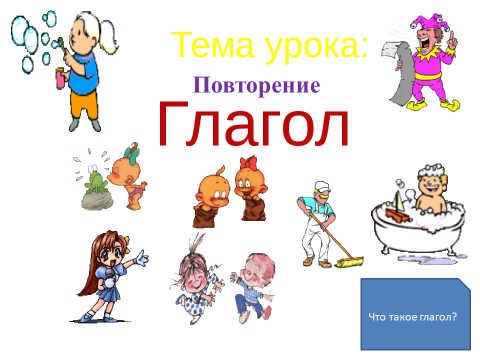 Тема урока:
Повторение
Глагол
Что такое глагол?